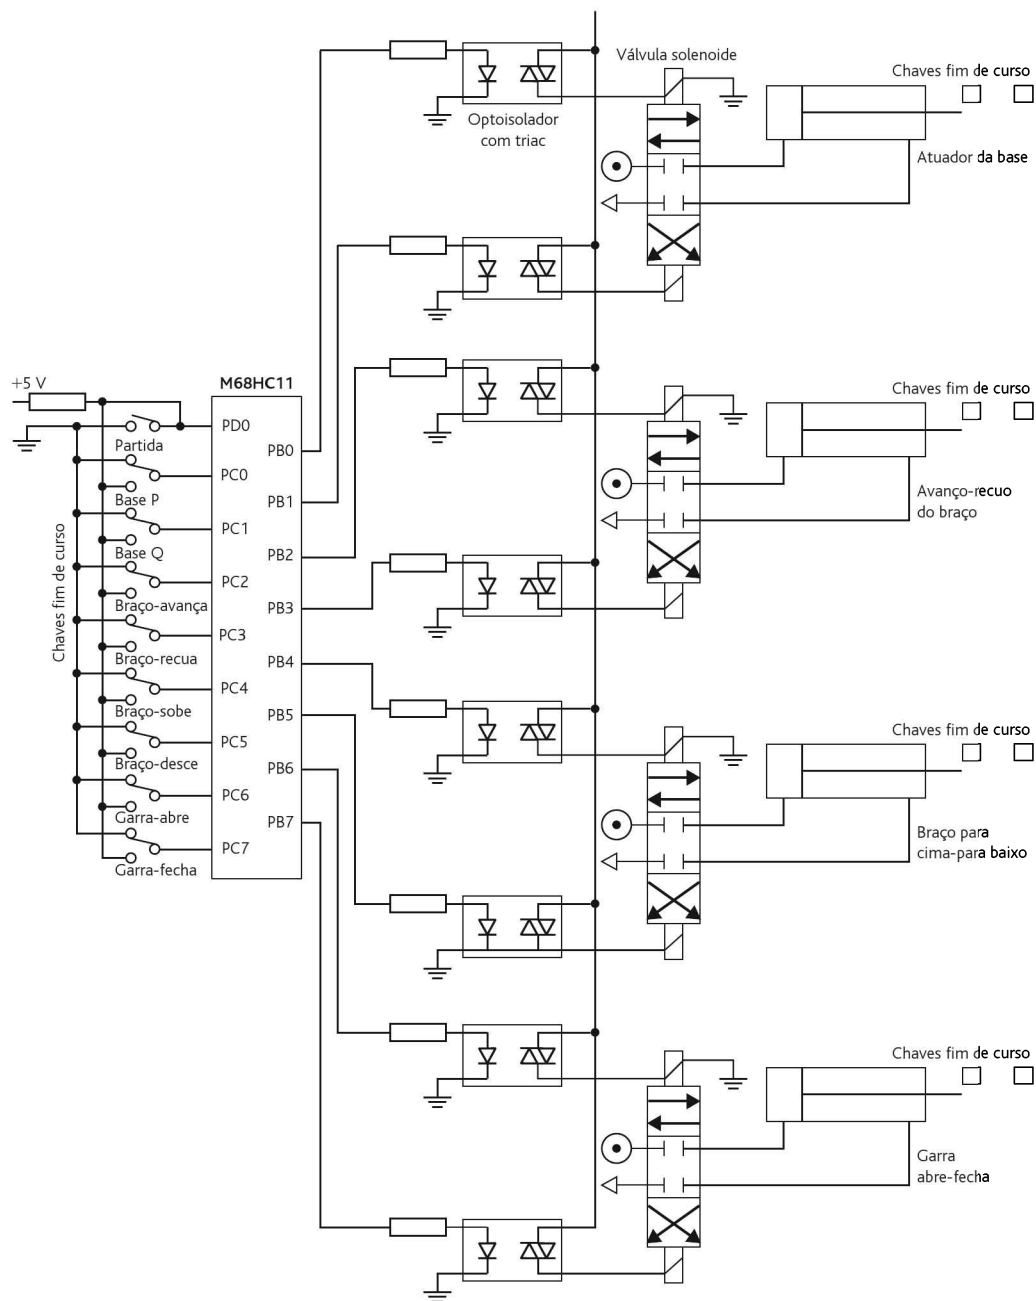 Válvula solenoide
Chaves fim de curso
Optoisolador
com triac
Atuador da base
+5 V
M68HC11
Chaves fim de curso
PD0
Partida
PB0
PC0
Base P
PB1
Avanço-recuo
do braço
PC1
Base Q
PB2
Chaves fim de curso
PC2
Braço-avança
PB3
PC3
Braço-recua
PB4
PC4
Braço-sobe
PB5
Chaves fim de curso
PC5
Braço-desce
PB6
PC6
Garra-abre
PB7
Braço para
cima-para baixo
PC7
Garra-fecha
Chaves fim de curso
Garra
abre-fecha